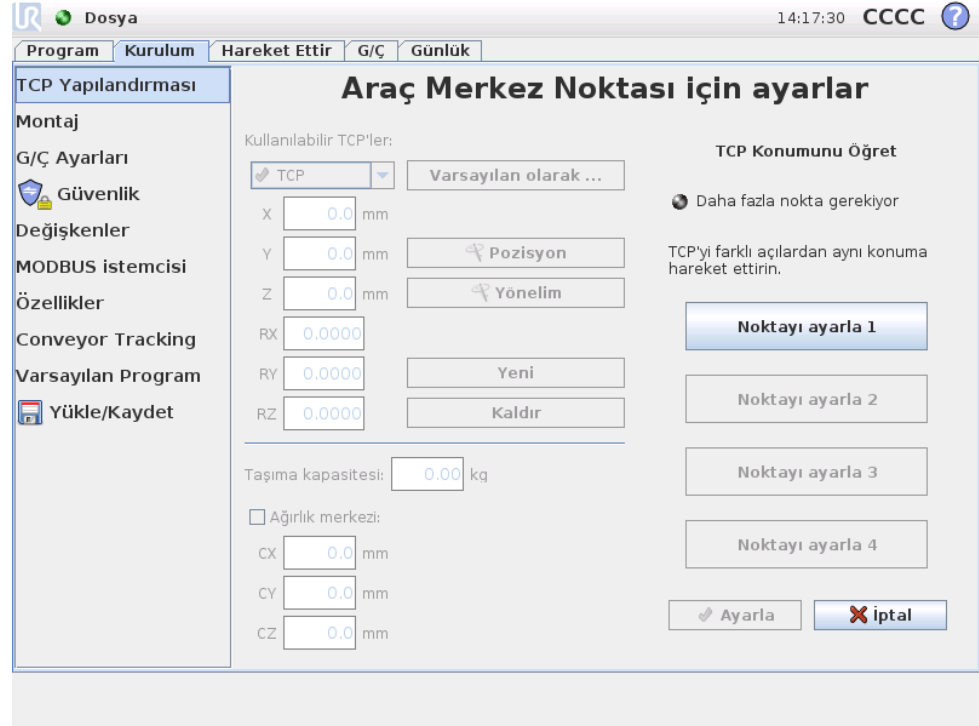 UR Dosya 14:17:30 CCCC ?
Program Kurulum Hareket Ettir G/Ç Günlük
TCP Yapılandırması
Montaj
G/Ç Ayarları
Güvenlik
Değişkenler
MODBUS istemcisi
Özellikler
Conveyor Tracking
Varsayılan Program
Yükle/Kaydet
Araç Merkez Noktası için ayarlar
Kullanılabilir TCP'ler:
TCP Varsayılan olarak ...
X 0.0 mm
Y 0.0 mm Pozisyon
Z 0.0 mm Yönelim
RX 0.0000
RY 0.0000 Yeni
RZ 0.0000 Kaldır
Taşıma kapasitesi: 0.00 kg
Ağırlık merkezi:
CX 0.0 mm
CY 0.0 mm
CZ 0.0 mm
TCP Konumunu Öğret
Daha fazla nokta gerekiyor
TCP'yi farklı açılardan aynı konuma
hareket ettirin.
Noktayı ayarla 1
Noktayı ayarla 2
Noktayı ayarla 3
Noktayı ayarla 4
Ayarla İptal